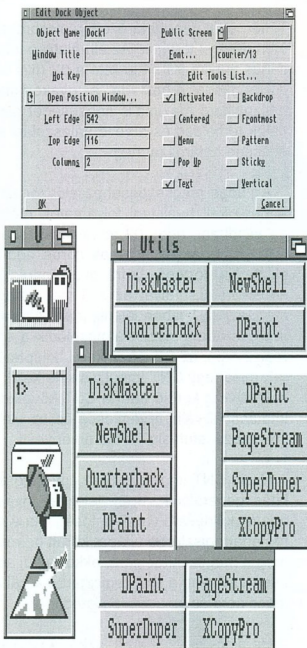 Edit Dock Object
Object Name Dock1 Public Screen
Window Title Font... courier/13
Hot Key Edit Tools List...
Open Position Window... Activated Backdrop
Left Edge 542 Centered Frontmost
Top Edge 116 Menu Pattern
Columns 2 Pop Up Sticky
Text Vertical
OK Cancel
U
Utils
DiskMaster NewShell
Quarterback DPaint
1>
DiskMaster
NewShell
Quarterback
DPaint
DPaint
PageStream
SuperDuper
XCopyPro
DPaint PageStream
SuperDuper XCopyPro